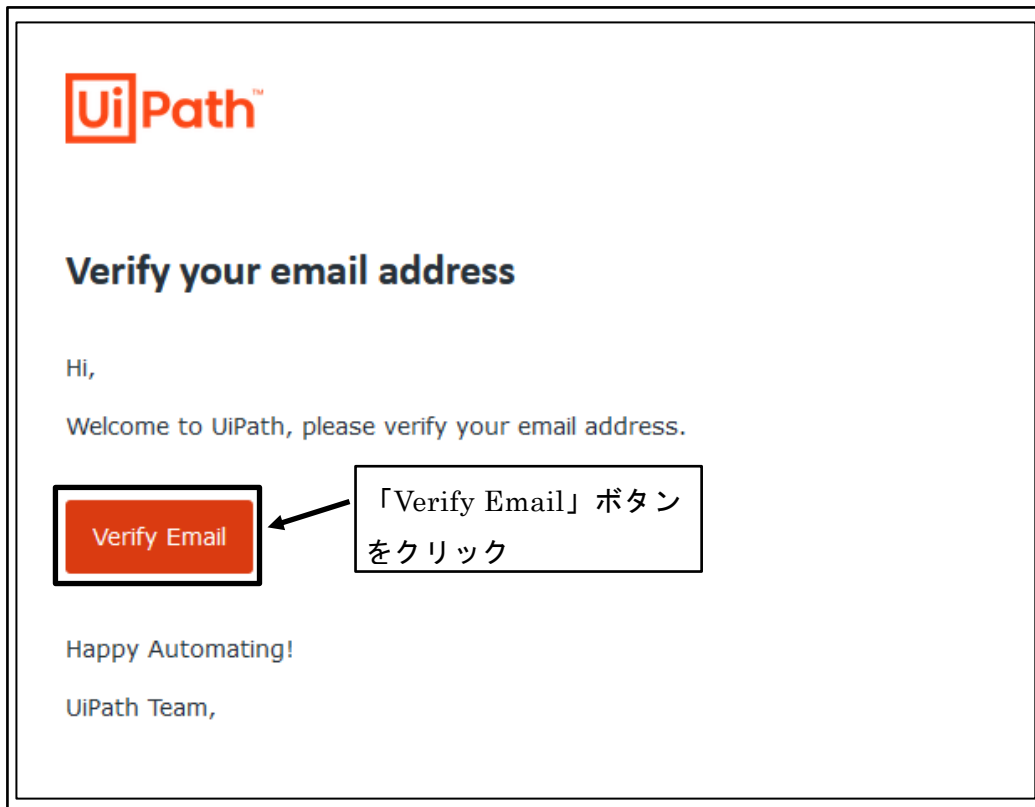 UiPath™
Verify your email address
Hi,
Welcome to UiPath, please verify your email address.
Verify Email
「Verify Email」ボタン
をクリック
Happy Automating!
UiPath Team,